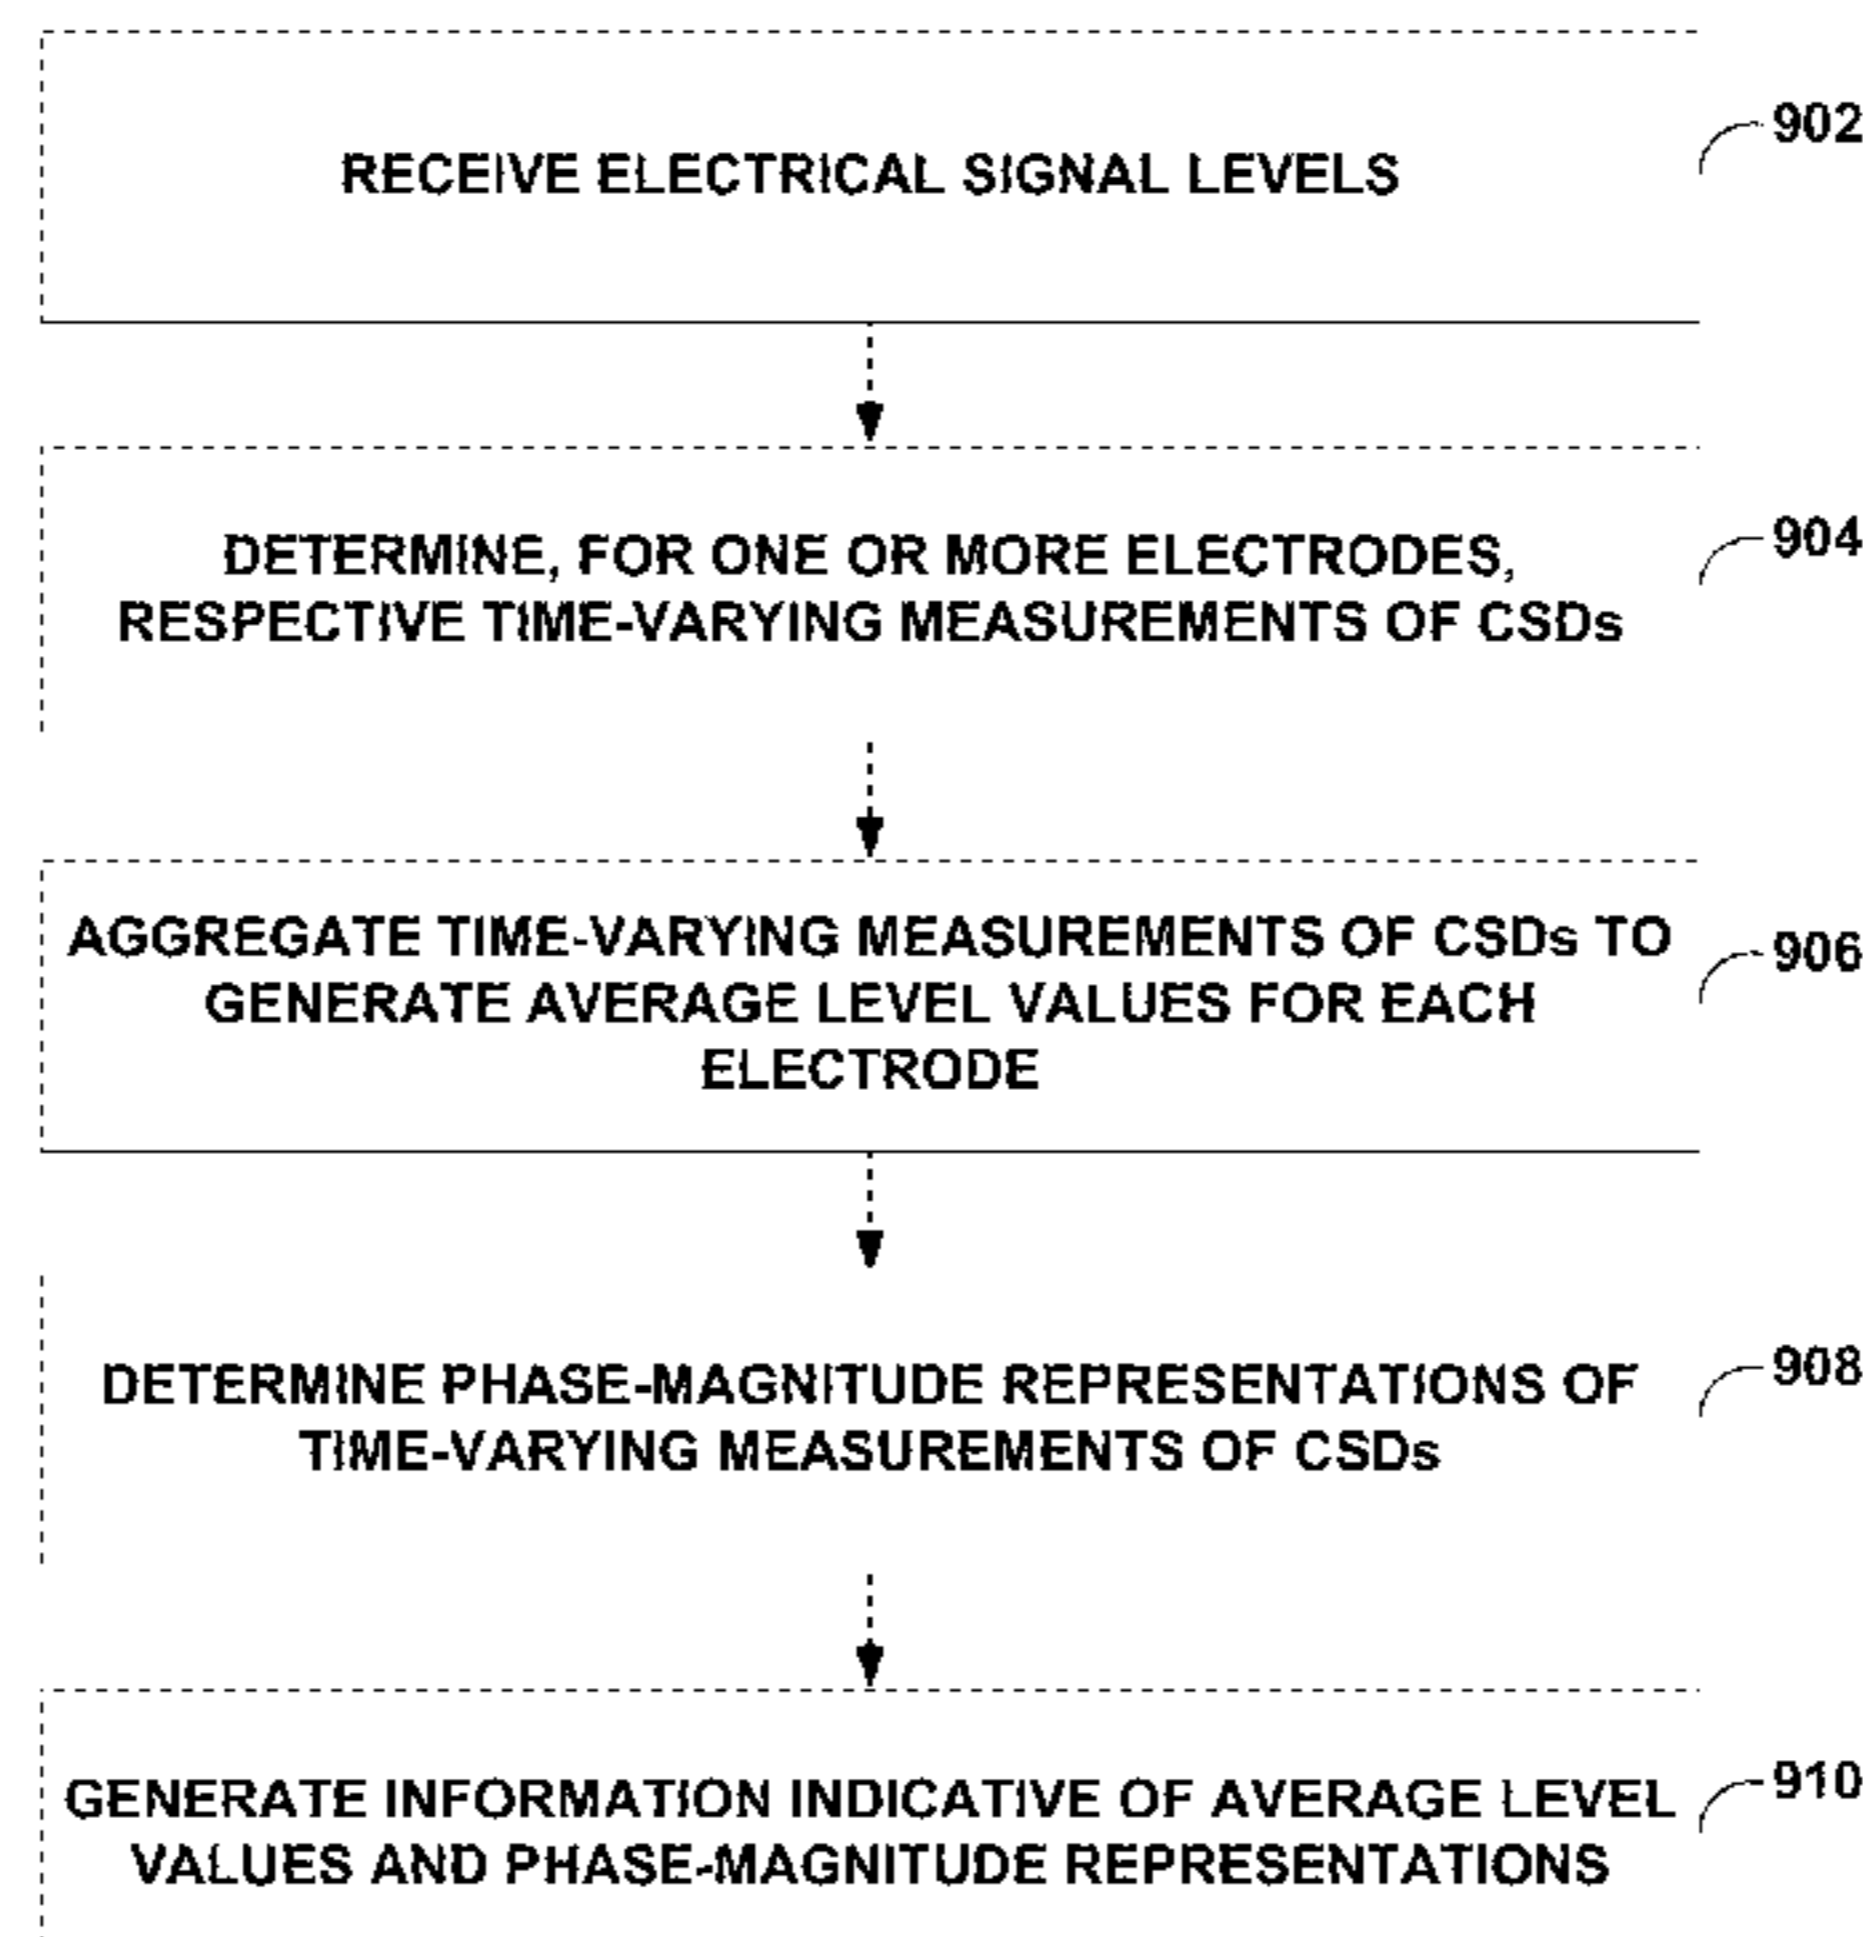 RECEIVE ELECTRICAL SIGNAL LEVELS
902
DETERMINE, FOR ONE OR MORE ELECTRODES,
RESPECTIVE TIME-VARYING MEASUREMENTS OF CSDs
904
AGGREGATE TIME-VARYING MEASUREMENTS OF CSDs TO
GENERATE AVERAGE LEVEL VALUES FOR EACH
ELECTRODE
906
DETERMINE PHASE-MAGNITUDE REPRESENTATIONS OF
TIME-VARYING MEASUREMENTS OF CSDs
908
GENERATE INFORMATION INDICATIVE OF AVERAGE LEVEL
VALUES AND PHASE-MAGNITUDE REPRESENTATIONS
910